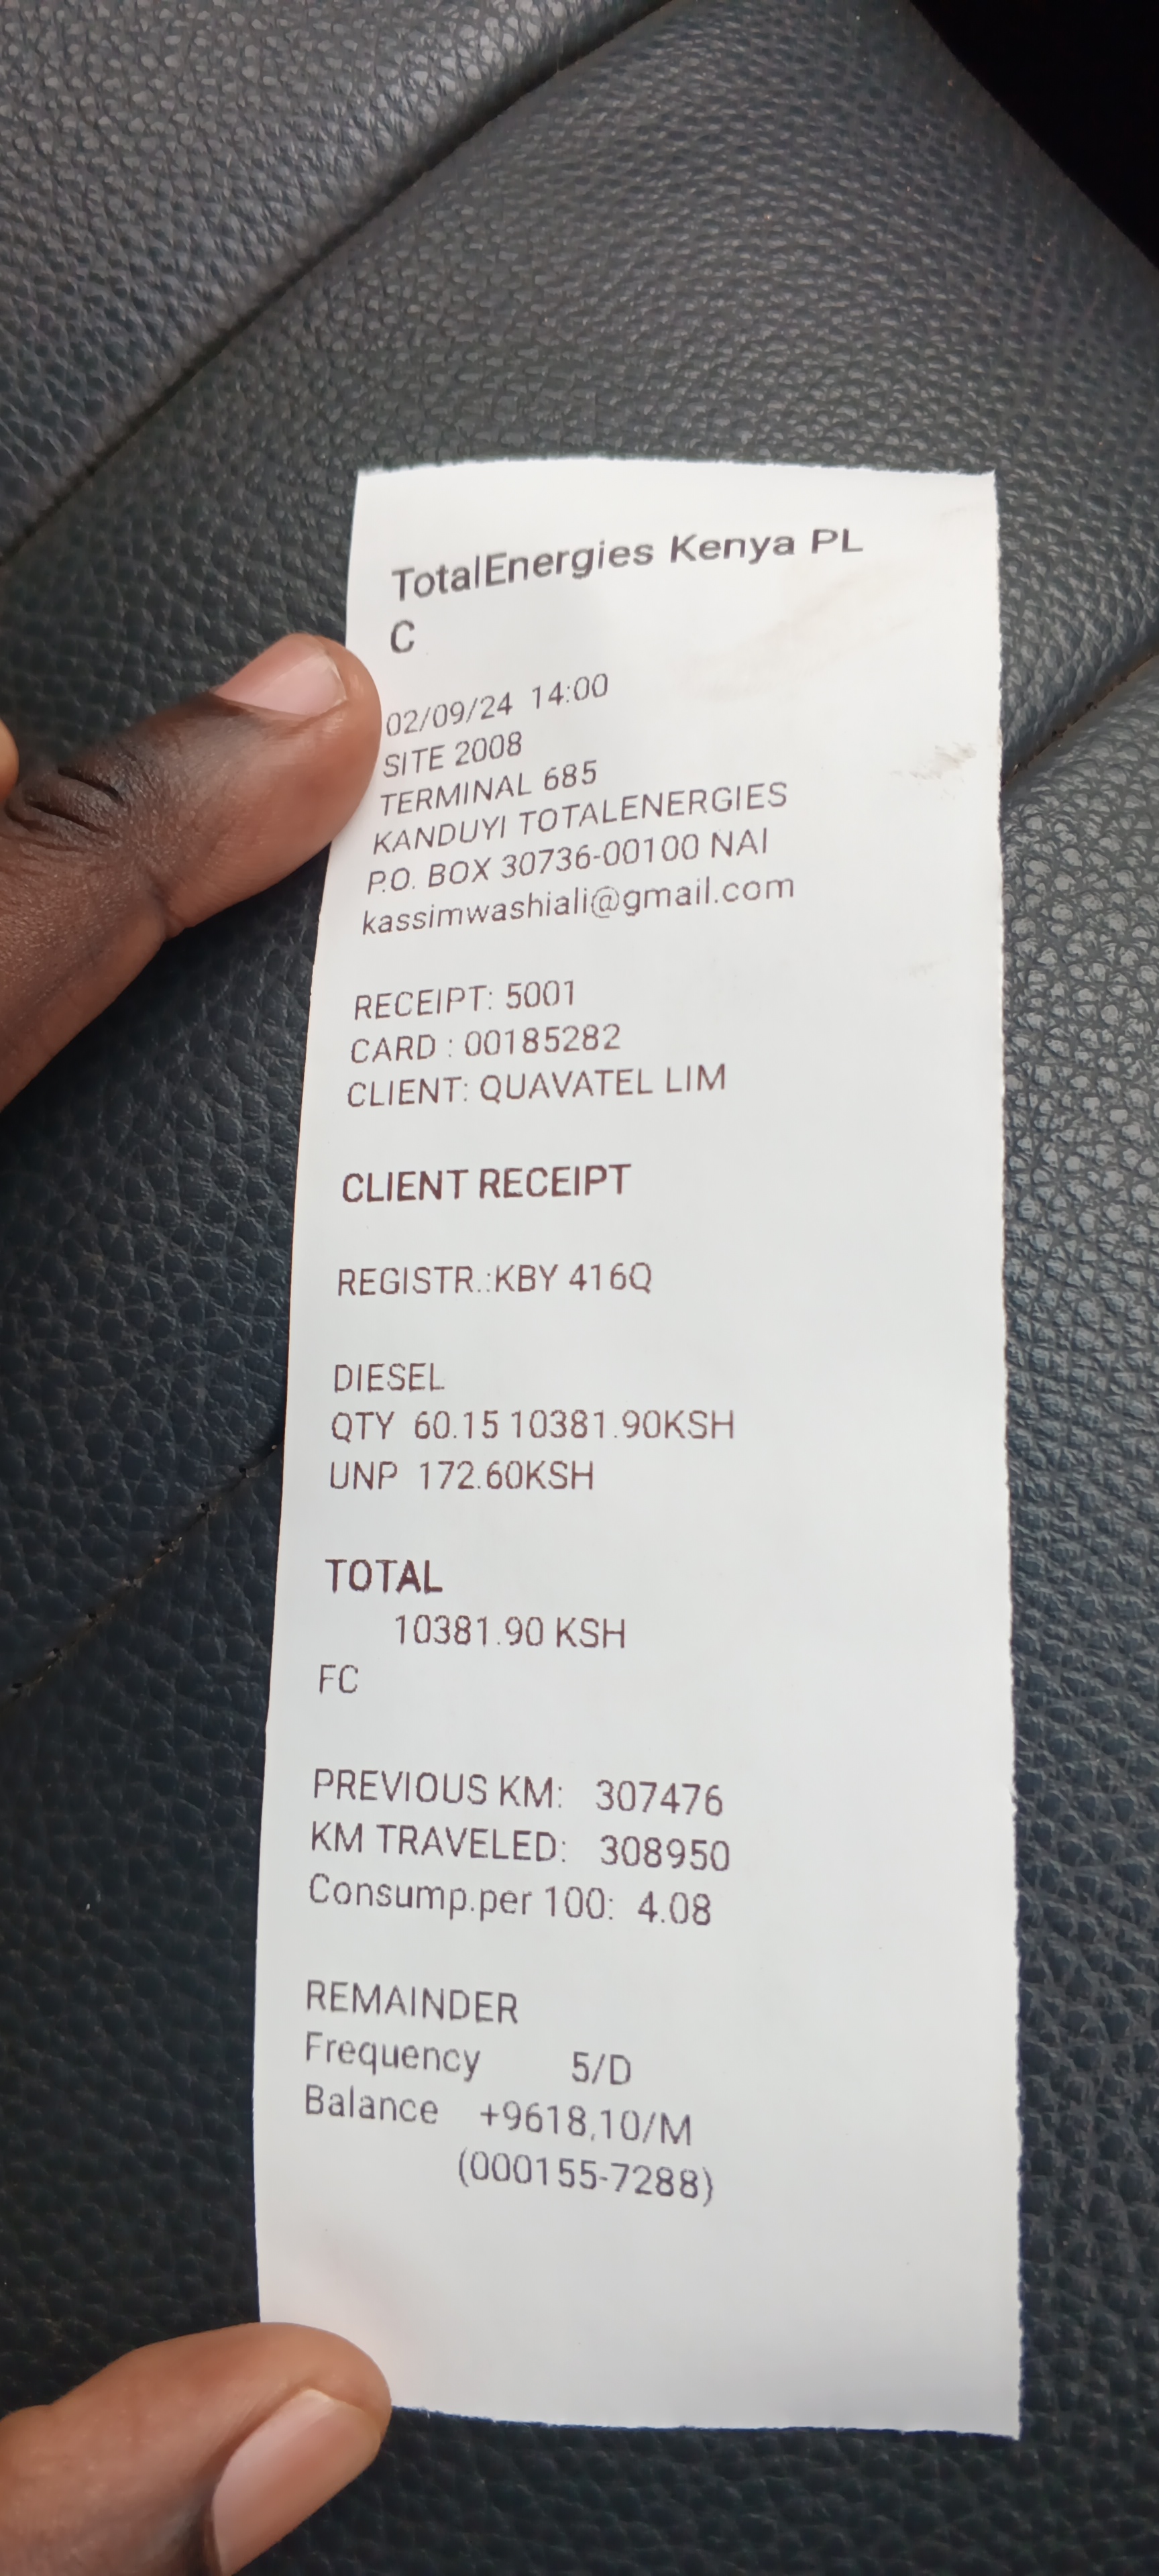 TotalEnergies Kenya PL
C
02/09/24 14:00
SITE 2008
TERMINAL 685
KANDUYI TOTALENERGIES
P.O. BOX 30736-00100 NAI
kassimwashiali@gmail.com
RECEIPT: 5001
CARD : 00185282
CLIENT: QUAVATEL LIM
CLIENT RECEIPT
REGISTR.:KBY 416Q
DIESEL
QTY 60.15 10381.90KSH
UNP 172.60KSH
TOTAL
10381.90 KSH
FC
PREVIOUS KM: 307476
KM TRAVELED: 308950
Consump.per 100: 4.08
REMAINDER
Frequency 5/D
Balance +9618,10/M
(000155-7288)